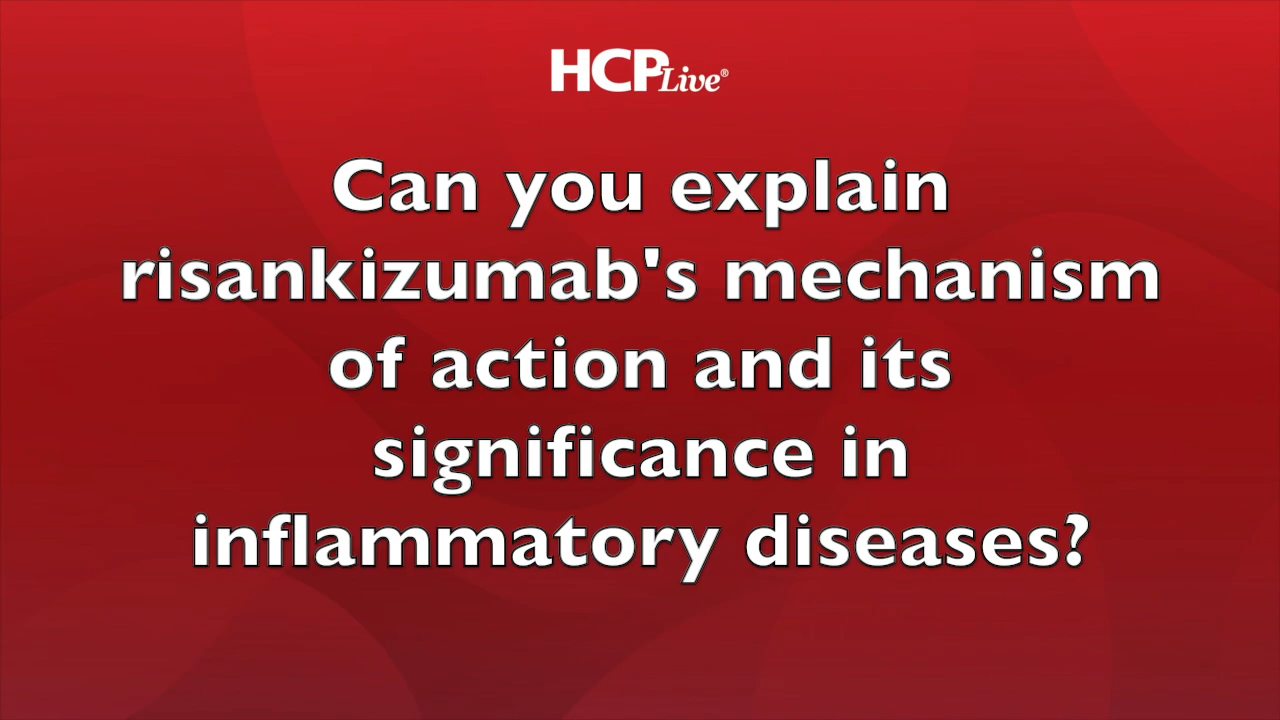 HCPLive®
Can you explain
risankizumab's mechanism
of action and its
significance in
inflammatory diseases?